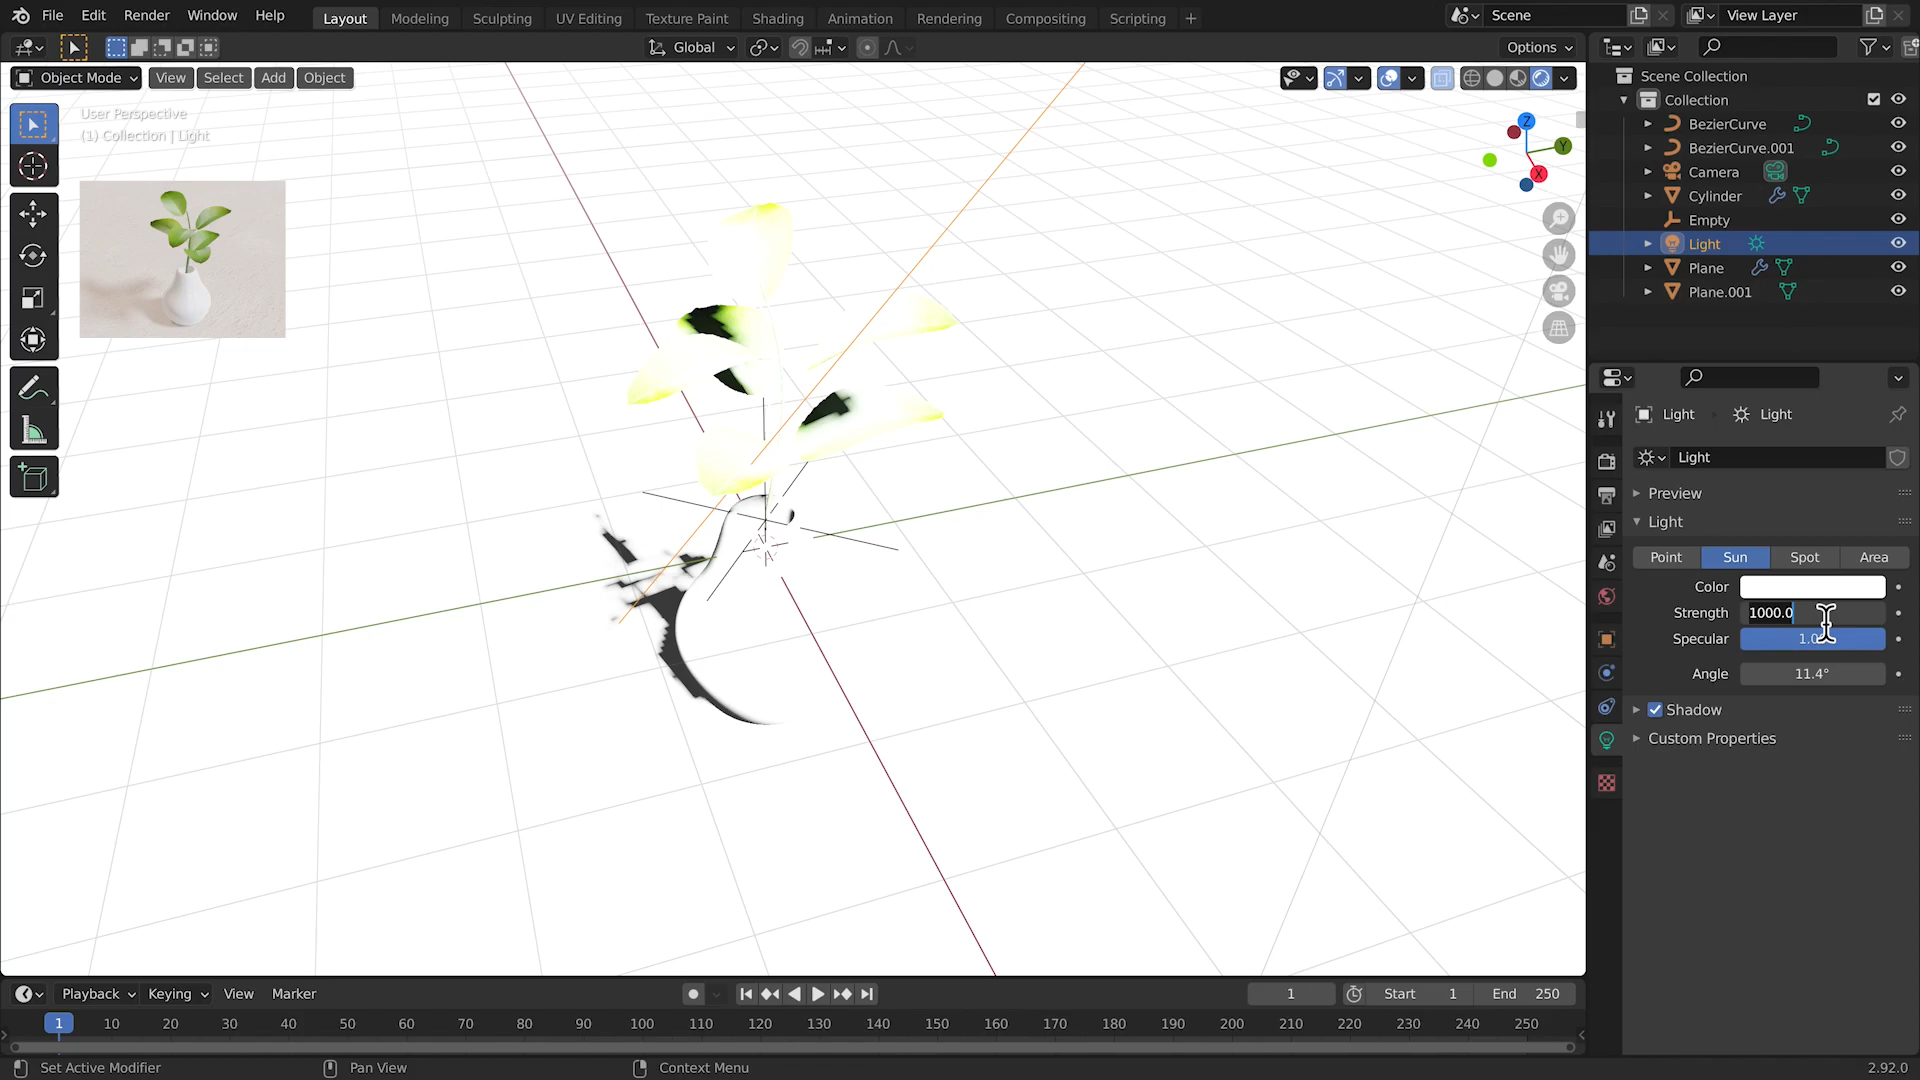 File Edit Render Window Help Layout Modeling Sculpting UV Editing Texture Paint Shading Animation Rendering Compositing Scripting + Scene View Layer
Global Options
Object Mode View Select Add Object
User Perspective
(1) Collection | Light
Z
Y
X
Scene Collection
Collection
BezierCurve
BezierCurve.001
Camera
Cylinder
Empty
Light
Plane
Plane.001
Light Light
Light
Preview
Light
Point Sun Spot Area
Color
Strength 1000.0
Specular 1.0
Angle 11.4°
Shadow
Custom Properties
Playback Keying View Marker 1 Start 1 End 250
1 10 20 30 40 50 60 70 80 90 100 110 120 130 140 150 160 170 180 190 200 210 220 230 240 250
Set Active Modifier Pan View Context Menu 2.92.0